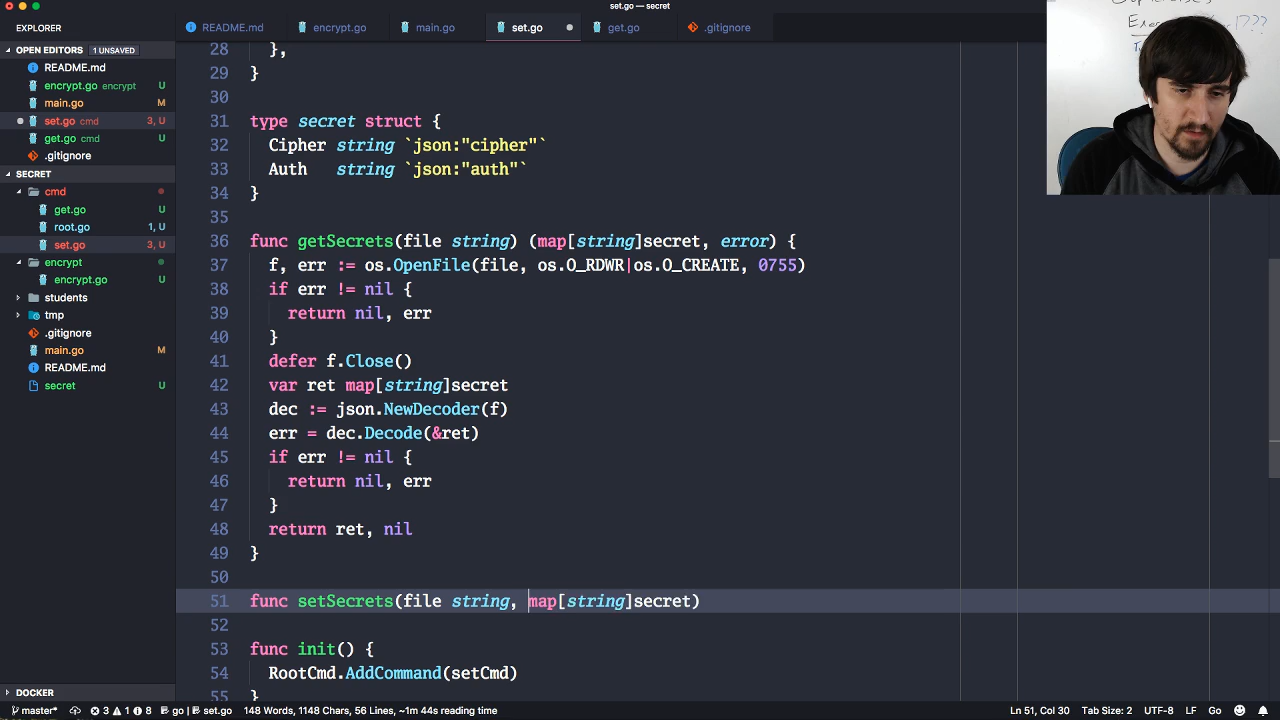 set.go — secret
EXPLORER
README.md encrypt.go main.go set.go get.go .gitignore
OPEN EDITORS 1 UNSAVED
README.md
encrypt.go encrypt U
main.go M
set.go cmd 3, U
get.go cmd U
.gitignore
SECRET
cmd
get.go U
root.go 1, U
set.go 3, U
encrypt
encrypt.go U
students
tmp
.gitignore
main.go M
README.md
secret U
DOCKER
28 },
29 }
30
31 type secret struct {
32 Cipher string `json:"cipher"`
33 Auth string `json:"auth"`
34 }
35
36 func getSecrets(file string) (map[string]secret, error) {
37 f, err := os.OpenFile(file, os.O_RDWR|os.O_CREATE, 0755)
38 if err != nil {
39 return nil, err
40 }
41 defer f.Close()
42 var ret map[string]secret
43 dec := json.NewDecoder(f)
44 err = dec.Decode(&ret)
45 if err != nil {
46 return nil, err
47 }
48 return ret, nil
49 }
50
51 func setSecrets(file string, map[string]secret)
52
53 func init() {
54 RootCmd.AddCommand(setCmd)
55 }
master* 3 1 8 go | set.go 148 Words, 1148 Chars, 56 Lines, ~1m 44s reading time Ln 51, Col 30 Tab Size: 2 UTF-8 LF Go